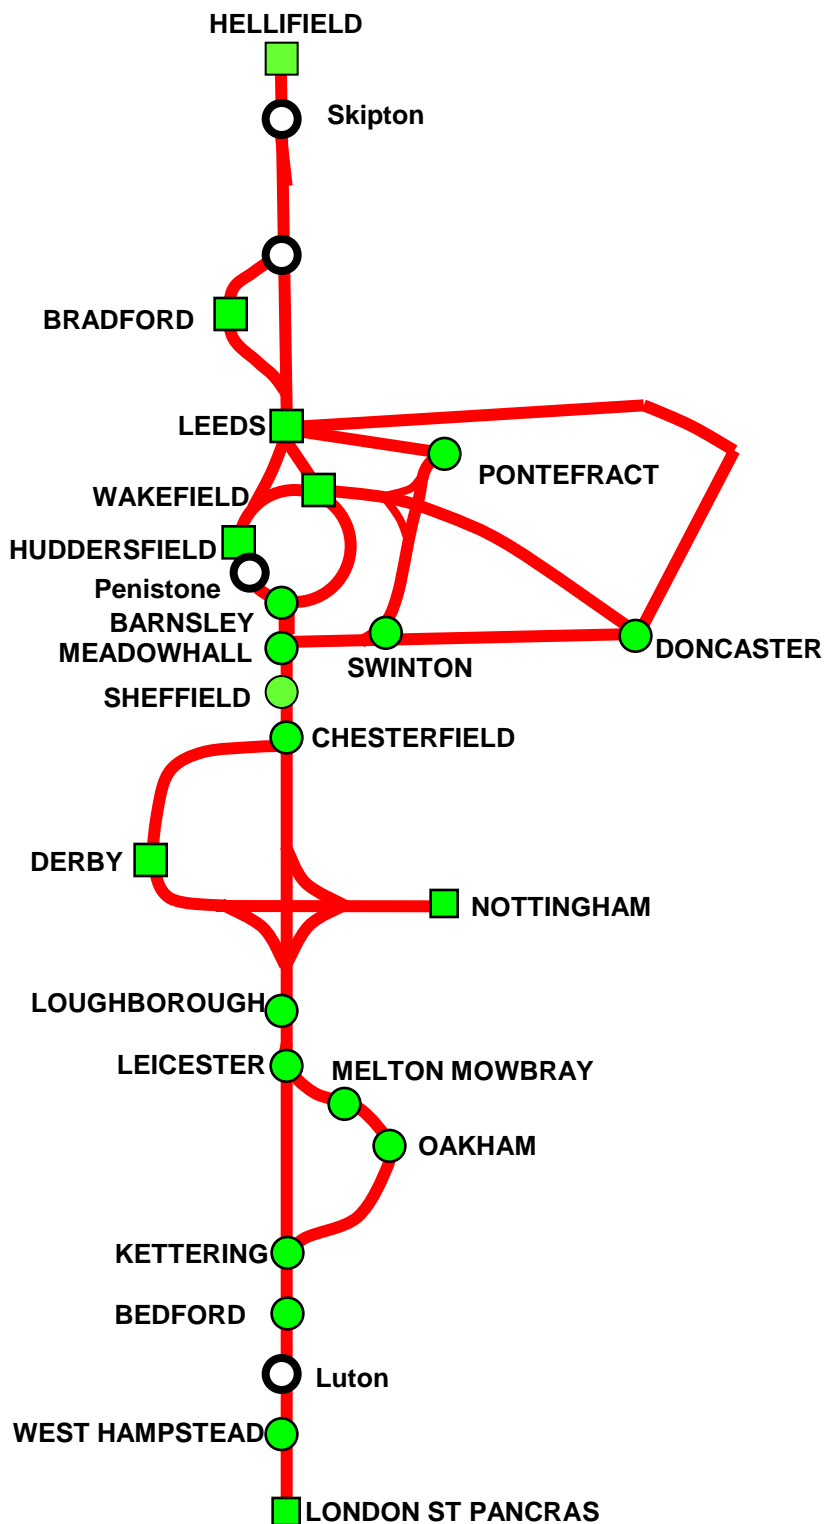 HELLIFIELD
Skipton
BRADFORD
LEEDS
PONTEFRACT
WAKEFIELD
HUDDERSFIELD
Penistone
BARNSLEY
MEADOWHALL
DONCASTER
SWINTON
SHEFFIELD
CHESTERFIELD
DERBY
NOTTINGHAM
LOUGHBOROUGH
LEICESTER
MELTON MOWBRAY
OAKHAM
KETTERING
BEDFORD
Luton
WEST HAMPSTEAD
LONDON ST PANCRAS